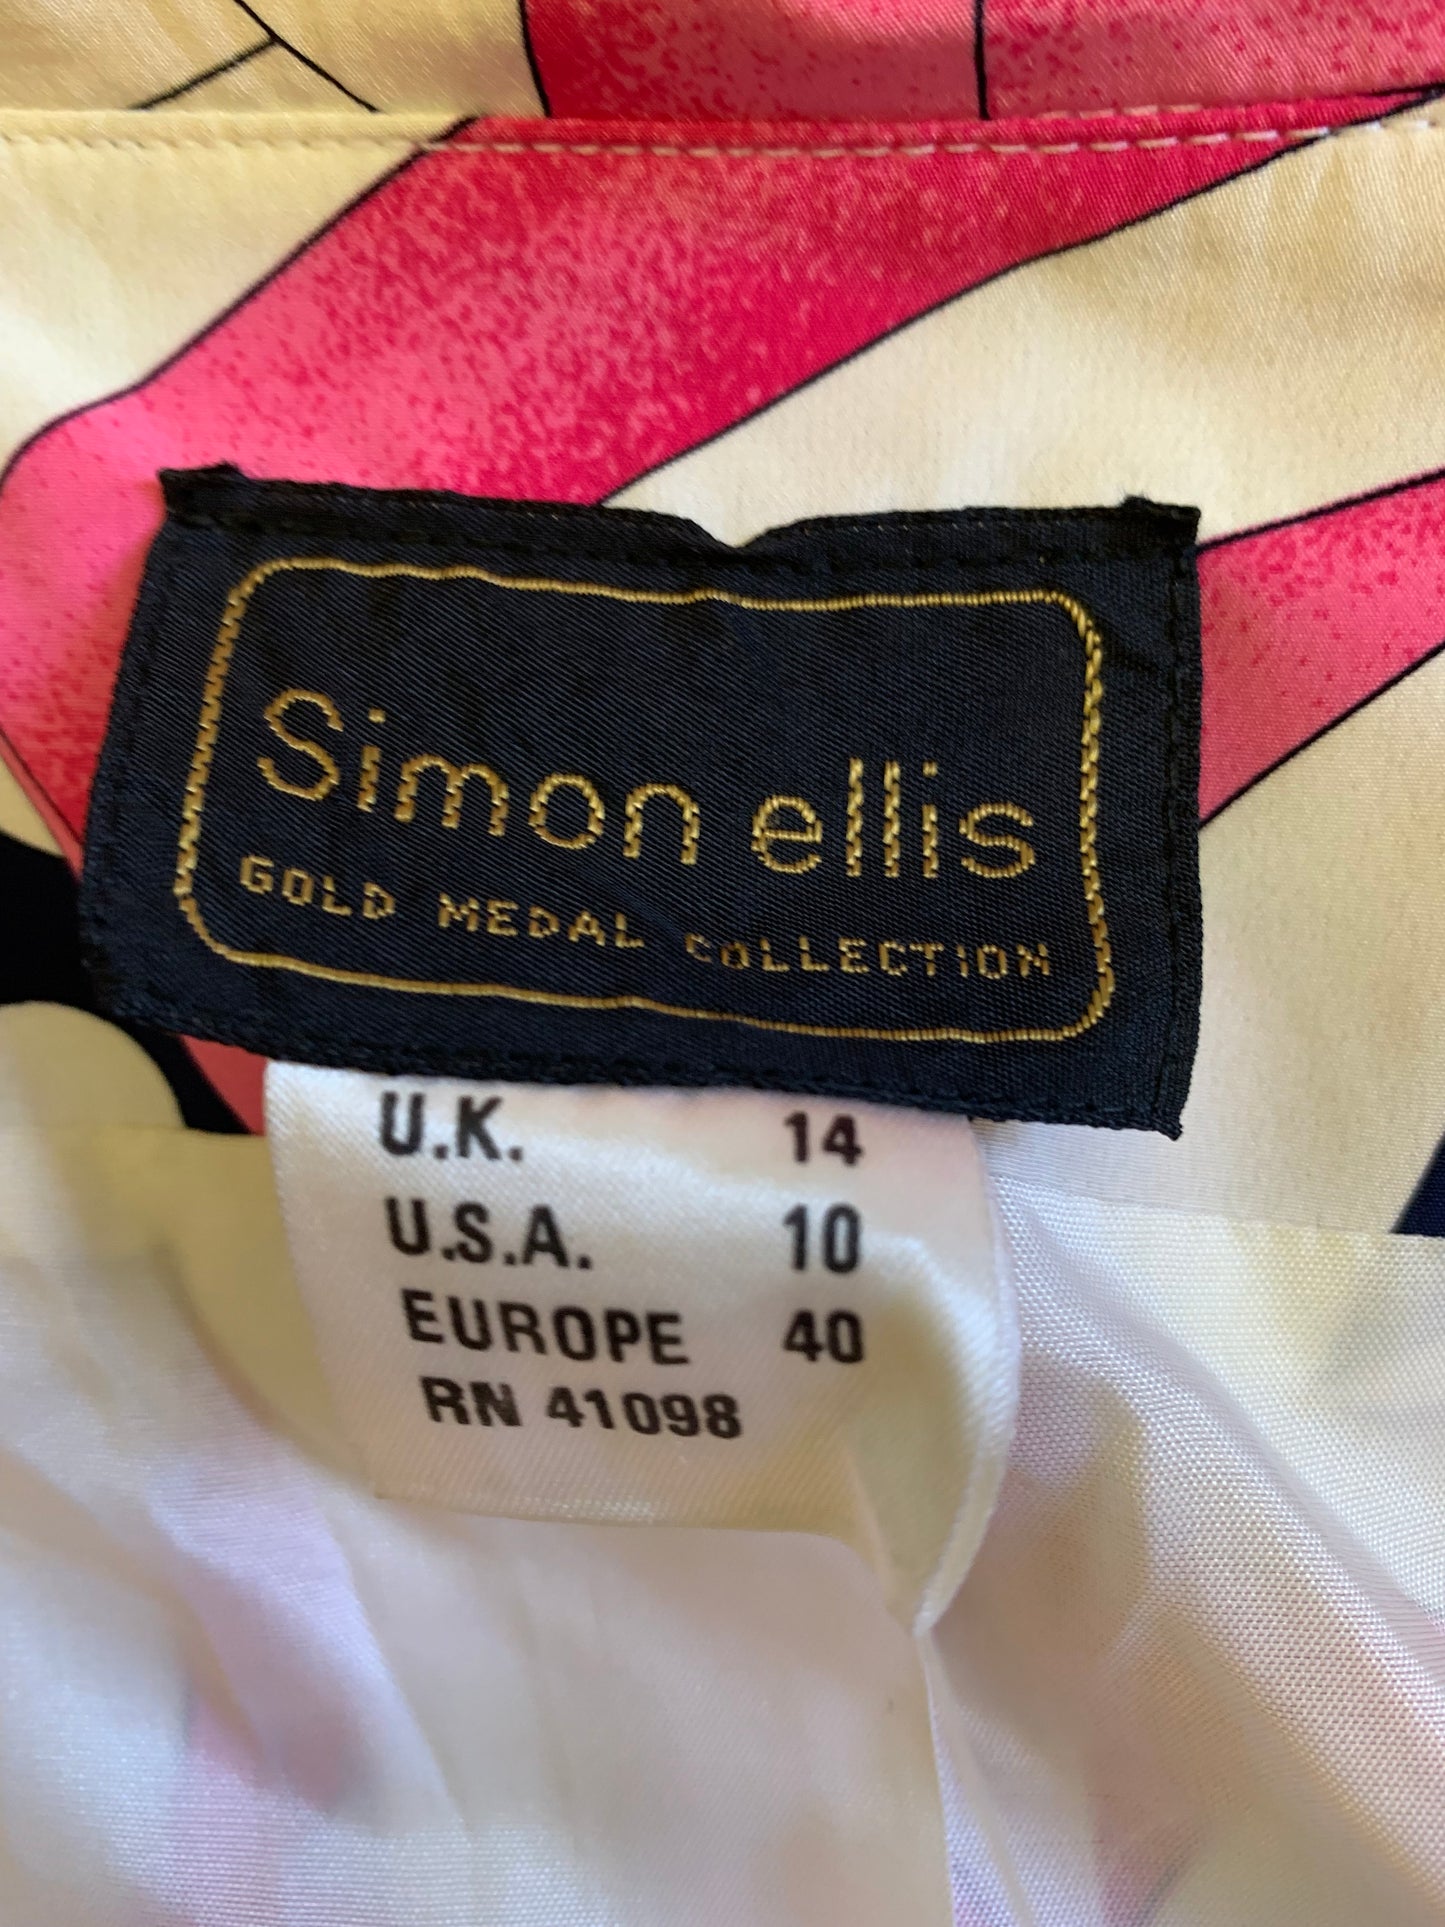 Simon ellis
GOLD MEDAL COLLECTION
U.K. 14
U.S.A. 10
EUROPE 40
RN 41098